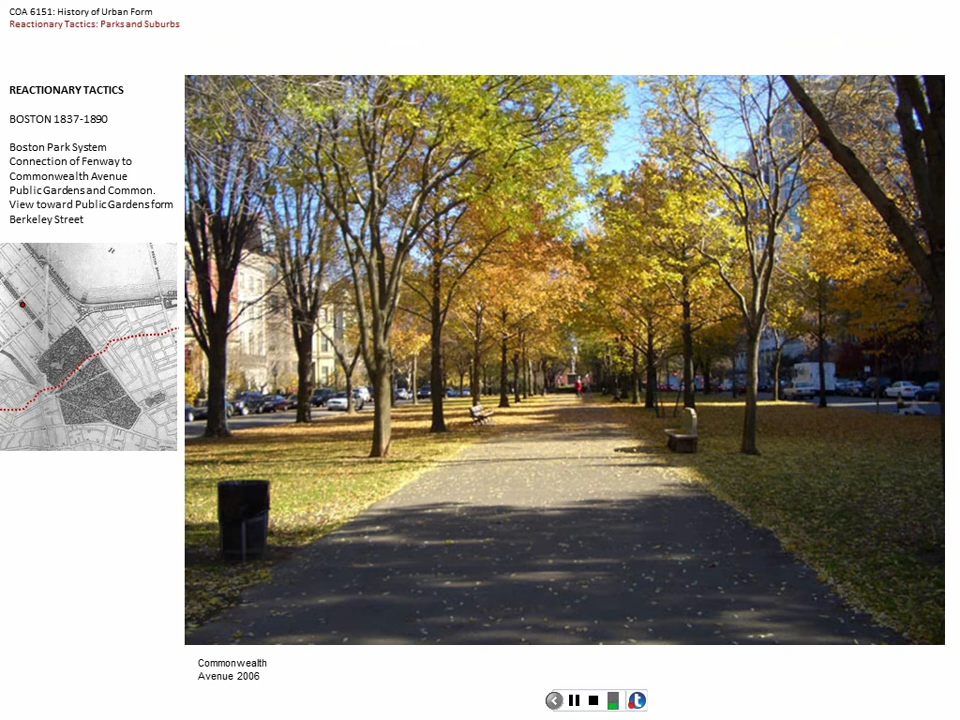 COA 6151: History of Urban Form
Reactionary Tactics: Parks and Suburbs
REACTIONARY TACTICS
BOSTON 1837-1890
Boston Park System
Connection of Fenway to
Commonwealth Avenue
Public Gardens and Common.
View toward Public Gardens form
Berkeley Street
Commonwealth
Avenue 2006